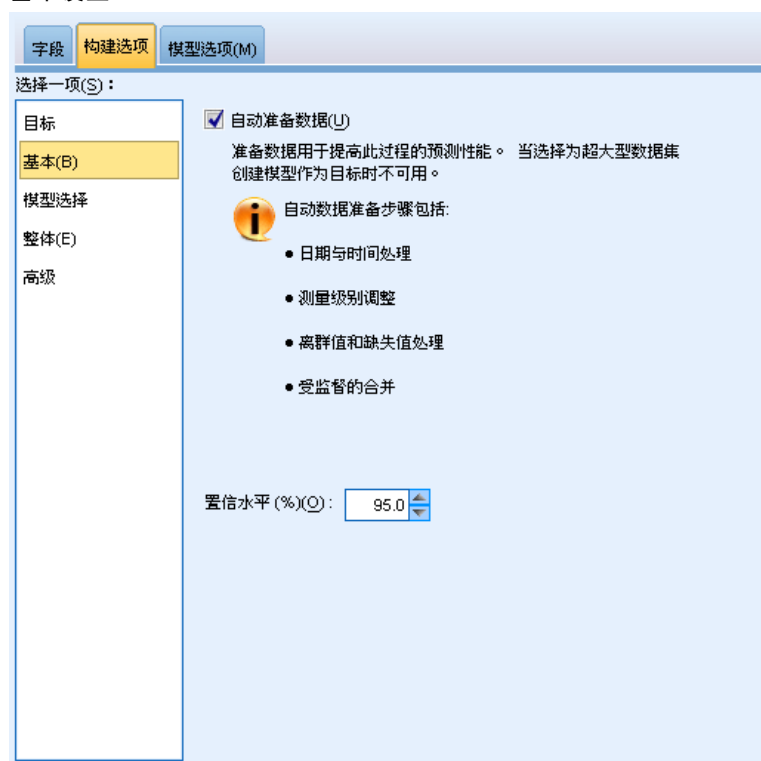 字段 构建选项 模型选项(M)
选择一项(S)：
目标
基本(B)
模型选择
整体(E)
高级
自动准备数据(U)
准备数据用于提高此过程的预测性能。 当选择为超大型数据集
创建模型作为目标时不可用。
自动数据准备步骤包括:
● 日期与时间处理
● 测量级别调整
● 离群值和缺失值处理
● 受监督的合并
置信水平 (%)(O)： 95.0